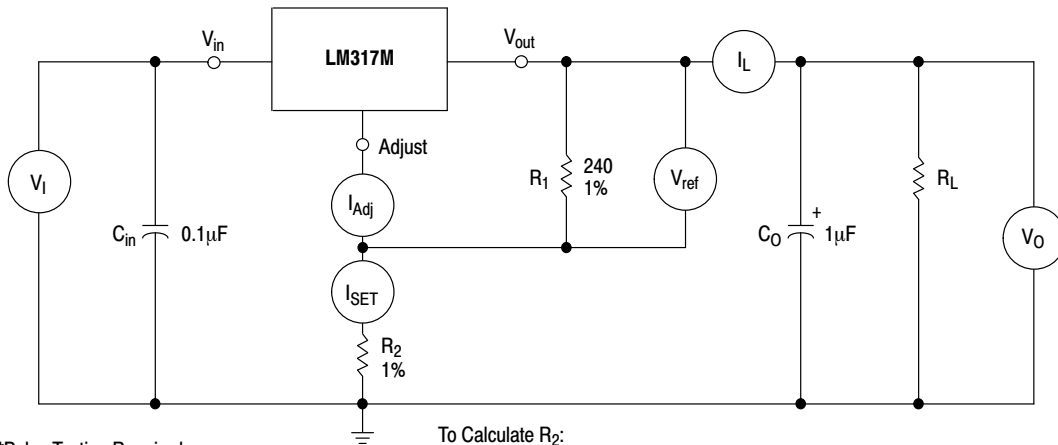 V_in
LM317M
V_out
I_L
Adjust
V_I
I_Adj
R_1
240
1%
V_ref
R_L
C_in
0.1μF
C_O
+
1μF
V_O
I_SET
R_2
1%
To Calculate R_2: